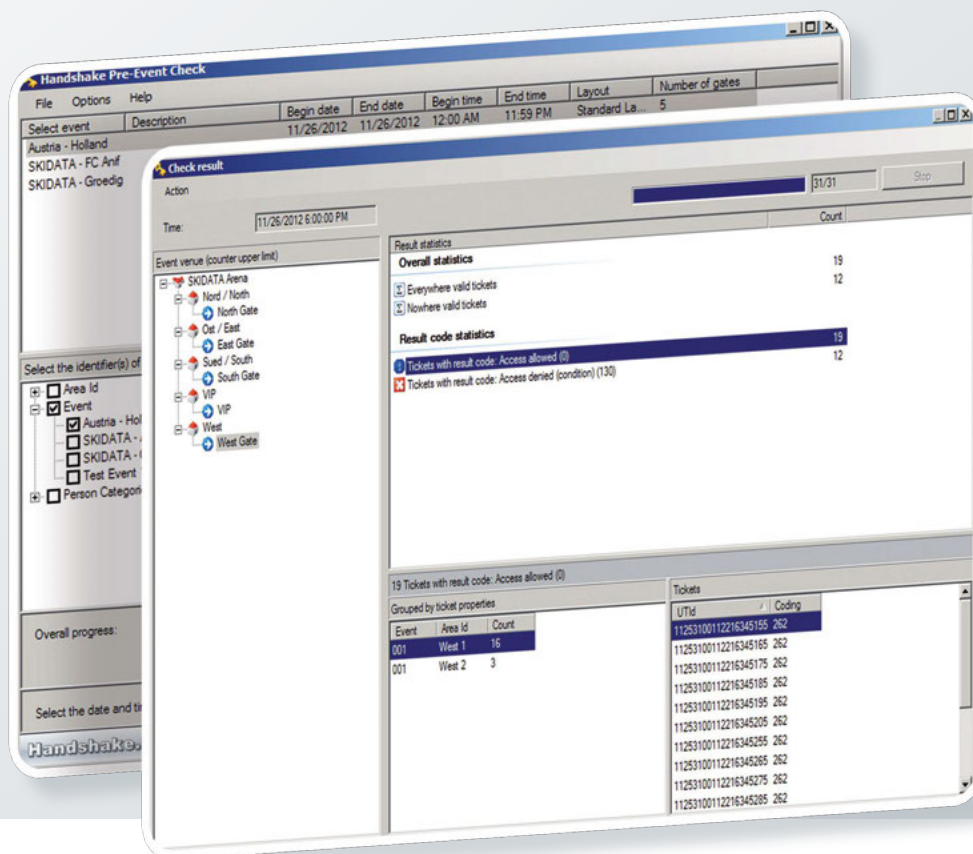 Handshake Pre-Event Check
File Options Help
Select event Description Begin date End date Begin time End time Layout Number of gates
Austria - Holland 11/26/2012 11/26/2012 12:00 AM 11:59 PM Standard La... 5
SKIDATA - FC Anif
SKIDATA - Groedig
Select the identifier(s) of
Area Id
Event
Austria - Hol
SKIDATA -
SKIDATA -
Test Event
Person Categori
Overall progress:
Select the date and ti
Handshake.
Check result
Action
31/31 Stop
Time: 11/26/2012 6:00:00 PM
Event venue (counter upper limit)
SKIDATA Arena
Nord / North
North Gate
Ost / East
East Gate
Sued / South
South Gate
VIP
VIP
West
West Gate
Result statistics Count
Overall statistics
Everywhere valid tickets 19
Nowhere valid tickets 12
Result code statistics
Tickets with result code: Access allowed (0) 19
Tickets with result code: Access denied (condition) (130) 12
19 Tickets with result code: Access allowed (0)
Grouped by ticket properties
Event Area Id Count
001 West 1 16
001 West 2 3
Tickets
UTId Coding
11253100112216345155 262
11253100112216345165 262
11253100112216345175 262
11253100112216345185 262
11253100112216345195 262
11253100112216345205 262
11253100112216345255 262
11253100112216345265 262
11253100112216345275 262
11253100112216345285 262